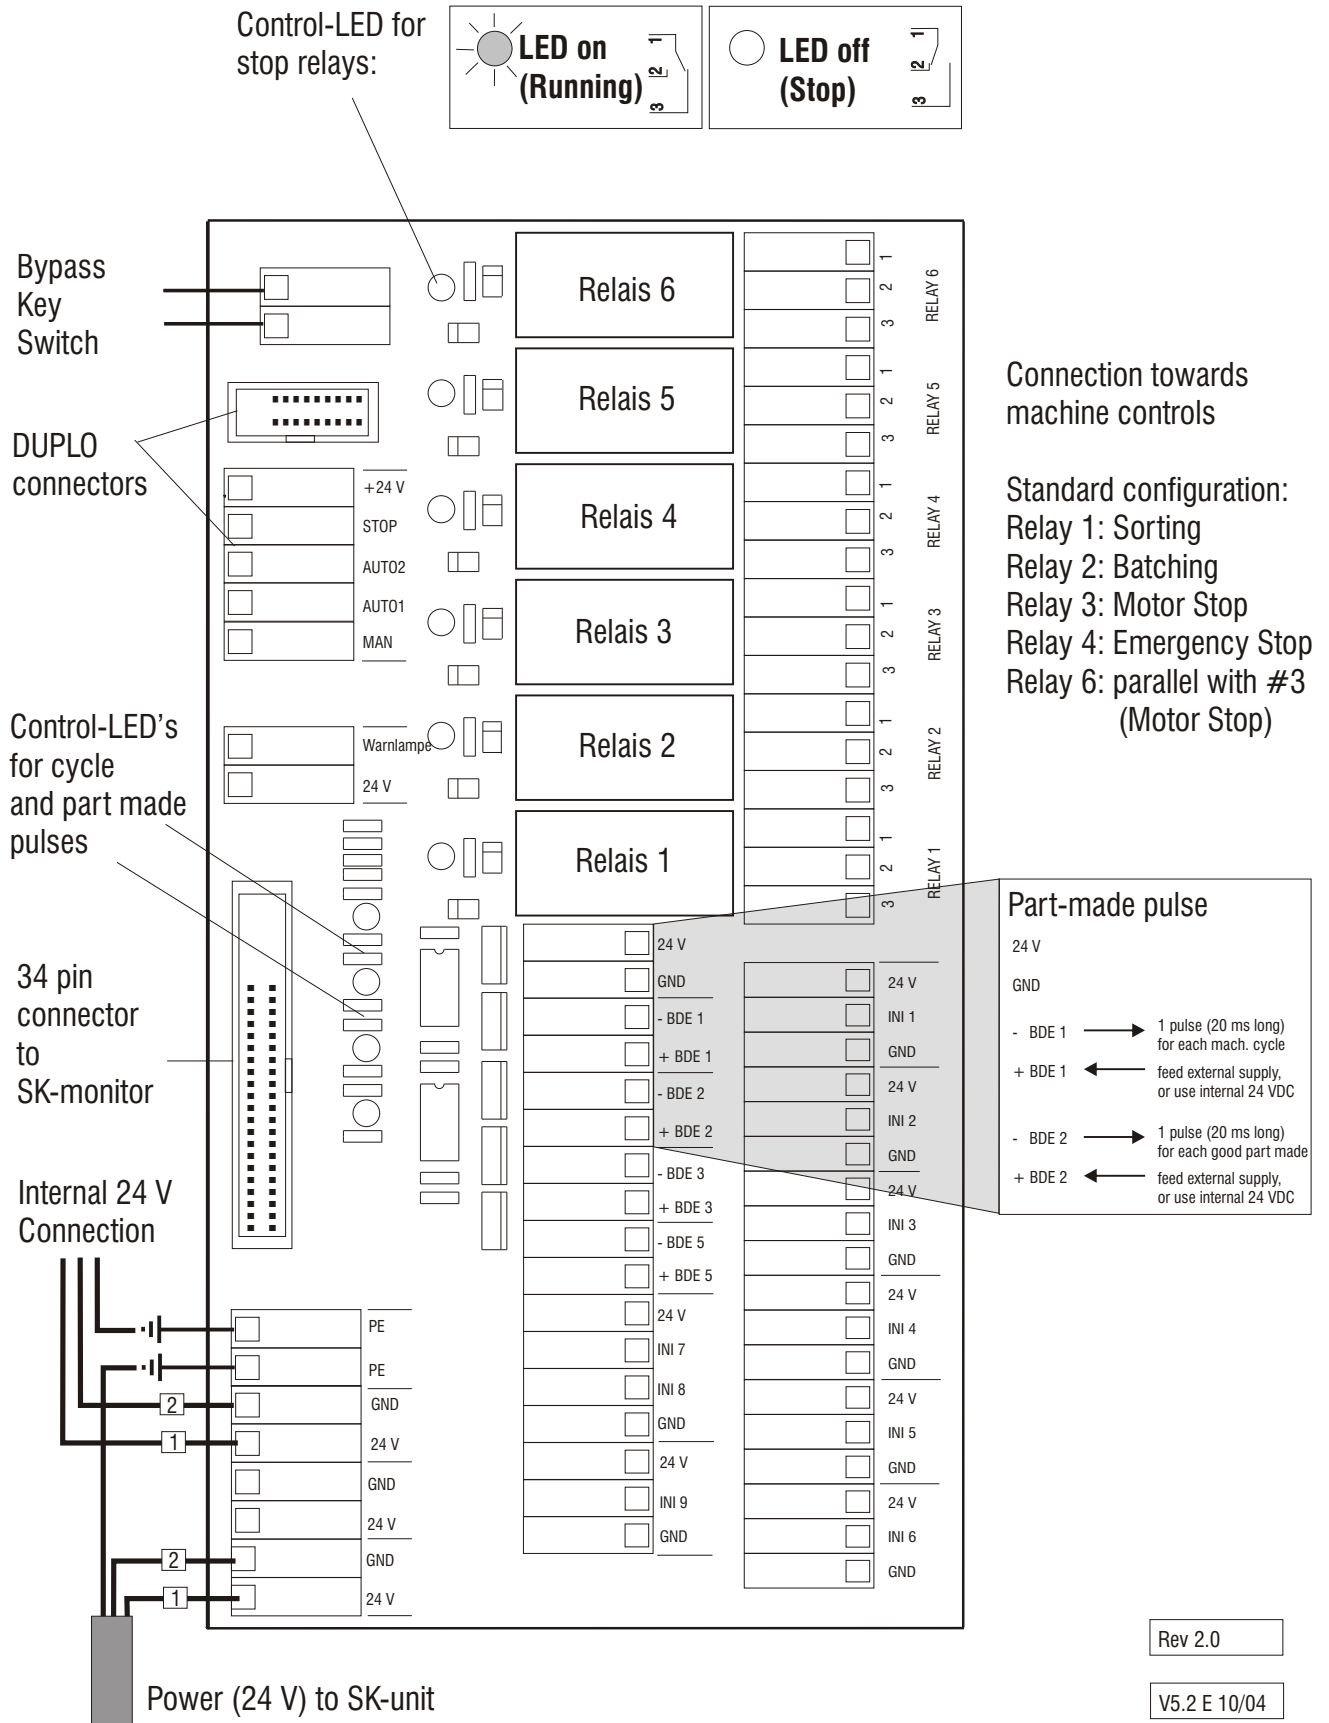 Control-LED for
stop relays:
LED on
(Running)
1
2
3
LED off
(Stop)
1
2
3
Bypass
Key
Switch
DUPLO
connectors
+24 V
STOP
AUTO2
AUTO1
MAN
Control-LED's
for cycle
and part made
pulses
Warnlampe
24 V
34 pin
connector
to
SK-monitor
Internal 24 V
Connection
PE
PE
2
GND
1
24 V
GND
24 V
2
GND
1
24 V
Power (24 V) to SK-unit
Relais 6
Relais 5
Relais 4
Relais 3
Relais 2
Relais 1
1
2
3
RELAY 6
1
2
3
RELAY 5
1
2
3
RELAY 4
1
2
3
RELAY 3
1
2
3
RELAY 2
1
2
3
RELAY 1
24 V
GND
- BDE 1
+ BDE 1
- BDE 2
+ BDE 2
- BDE 3
+ BDE 3
- BDE 5
+ BDE 5
24 V
INI 7
INI 8
GND
24 V
INI 9
GND
24 V
INI 1
GND
24 V
INI 2
GND
24 V
INI 3
GND
24 V
INI 4
GND
24 V
INI 5
GND
24 V
INI 6
GND
Connection towards
machine controls
Standard configuration:
Relay 1: Sorting
Relay 2: Batching
Relay 3: Motor Stop
Relay 4: Emergency Stop
Relay 6: parallel with #3
(Motor Stop)
Part-made pulse
24 V
GND
- BDE 1
1 pulse (20 ms long)
for each mach. cycle
+ BDE 1
feed external supply,
or use internal 24 VDC
- BDE 2
1 pulse (20 ms long)
for each good part made
+ BDE 2
feed external supply,
or use internal 24 VDC
Rev 2.0
V5.2 E 10/04